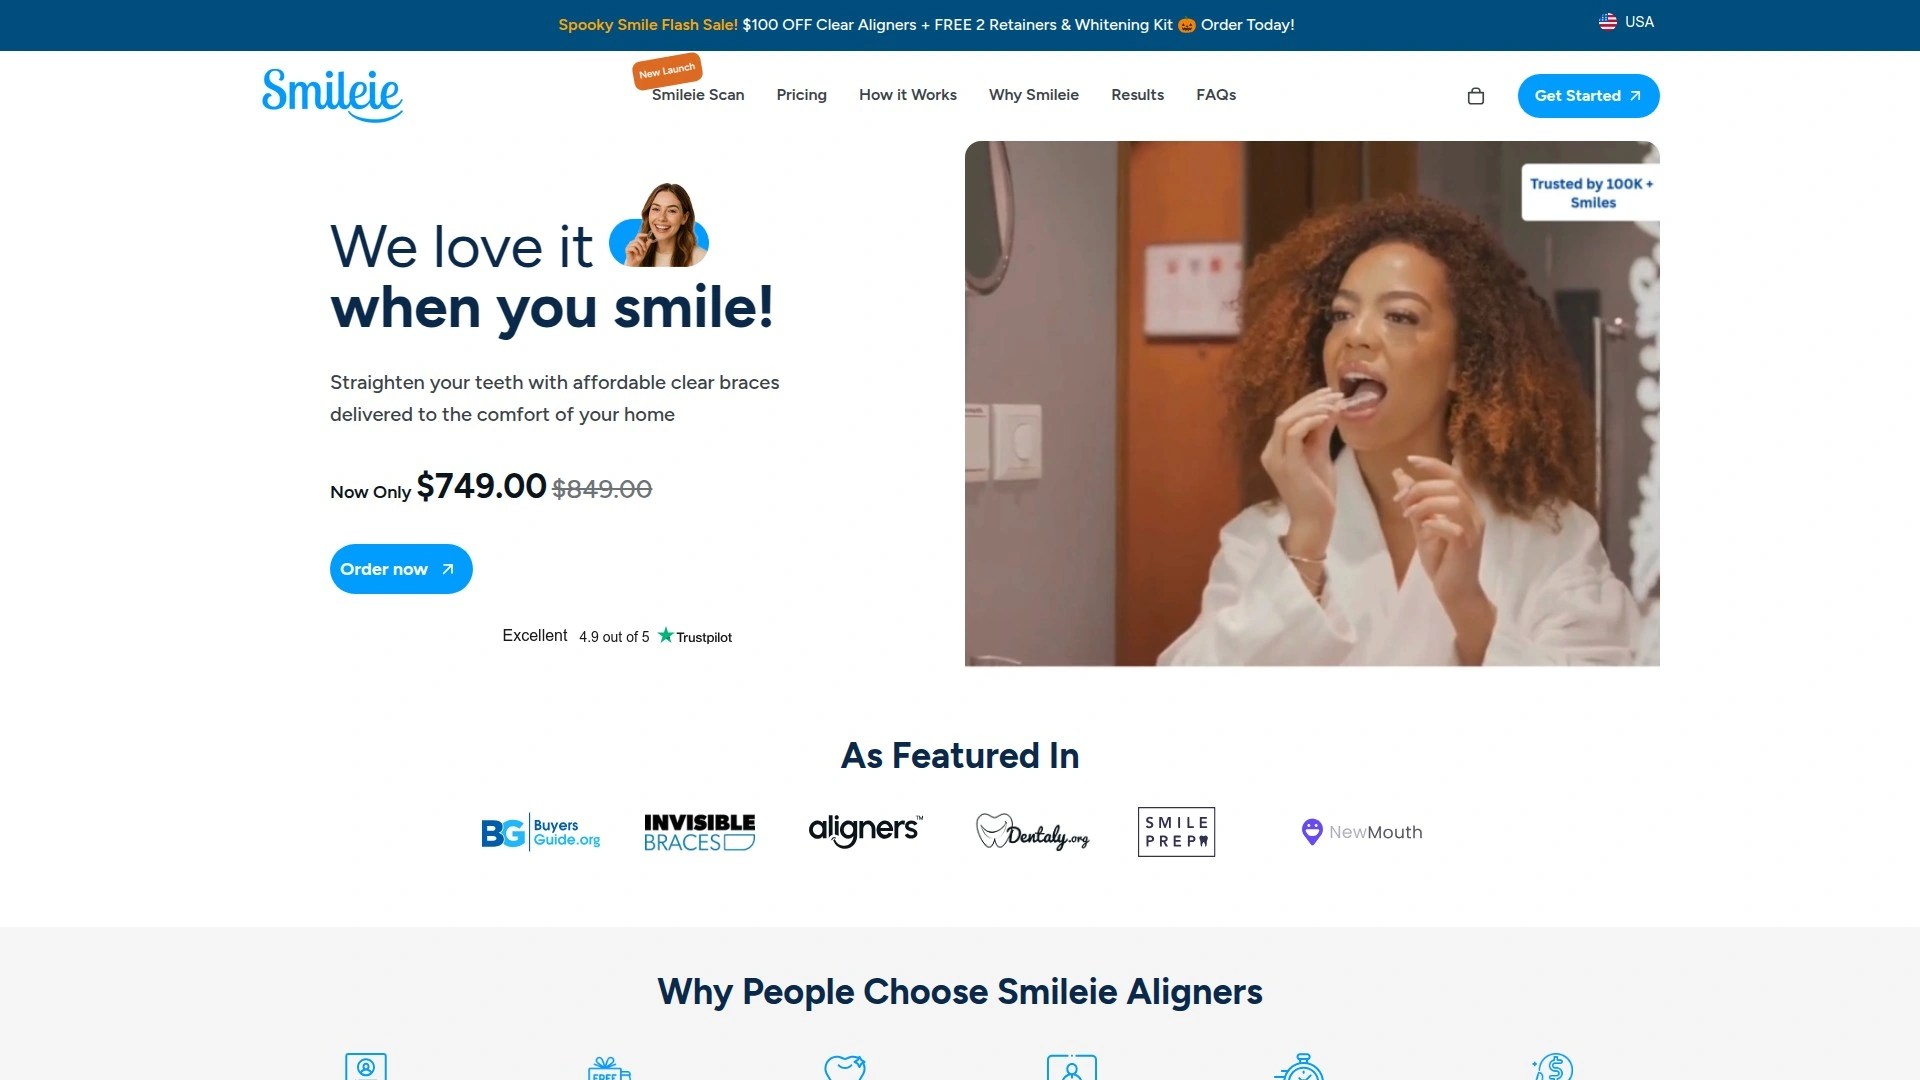 Spooky Smile Flash Sale! $100 OFF Clear Aligners + FREE 2 Retainers & Whitening Kit 🎃 Order Today!
USA
Smileie
New Launch
Smileie Scan
Pricing
How it Works
Why Smileie
Results
FAQs
Get Started
We love it
when you smile!
Straighten your teeth with affordable clear braces
delivered to the comfort of your home
Now Only $749.00 $849.00
Order now
Excellent 4.9 out of 5 Trustpilot
Trusted by 100K +
Smiles
As Featured In
BG Buyers
Guide.org
INVISIBLE
BRACES
aligners™
Dentaly.org
SMILE
PREP
NewMouth
Why People Choose Smileie Aligners
FREE